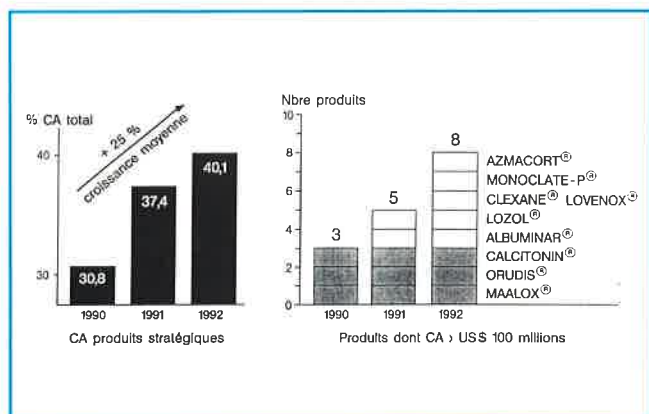 % CA total
+ 25 %
croissance moyenne
40
30
30,8
37,4
40,1
1990 1991 1992
CA produits stratégiques
Nbre produits
10
8
6
4
2
0
3
5
8
AZMACORT®
MONOCLATE-P®
CLEXANE® LOVENOX®
LOZOL®
ALBUMINAR®
CALCITONIN®
ORUDIS®
MAALOX®
1990 1991 1992
Produits dont CA › US$ 100 millions